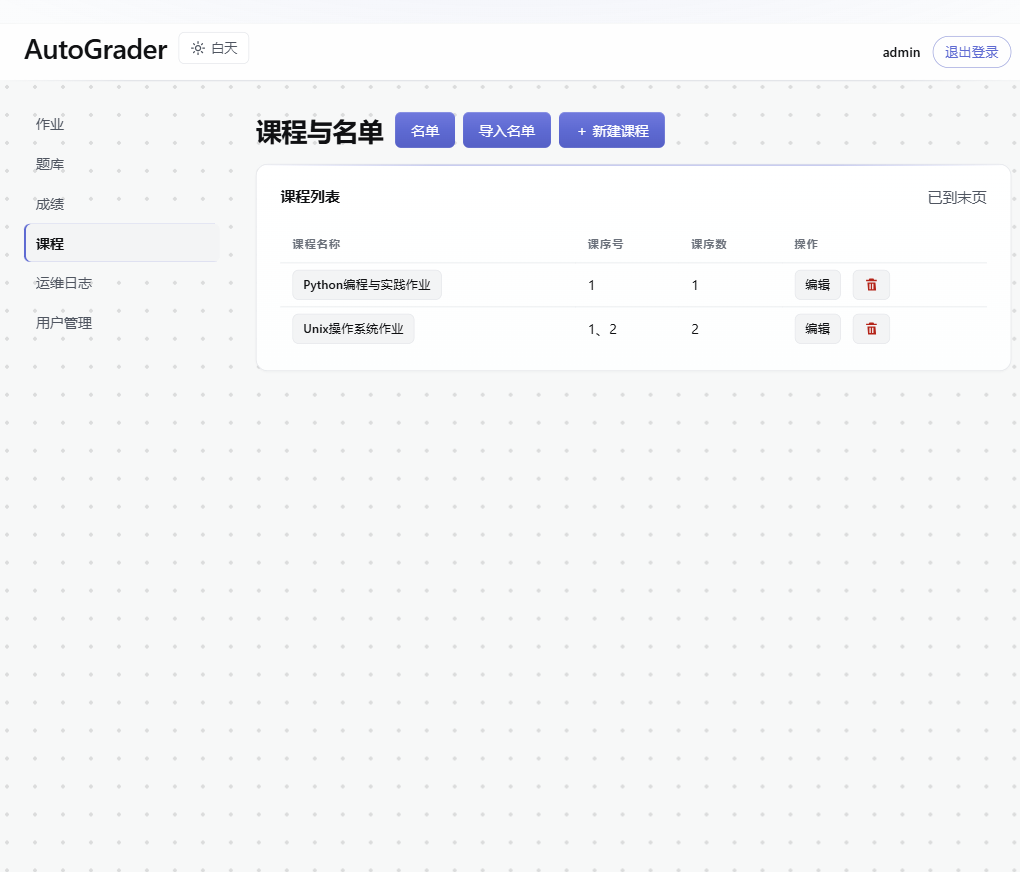 AutoGrader 白天 admin 退出登录
作业
题库
成绩
课程
运维日志
用户管理
课程与名单 名单 导入名单 + 新建课程
课程列表 已到末页
课程名称 课序号 课序数 操作
Python编程与实践作业 1 1 编辑
Unix操作系统作业 1、2 2 编辑